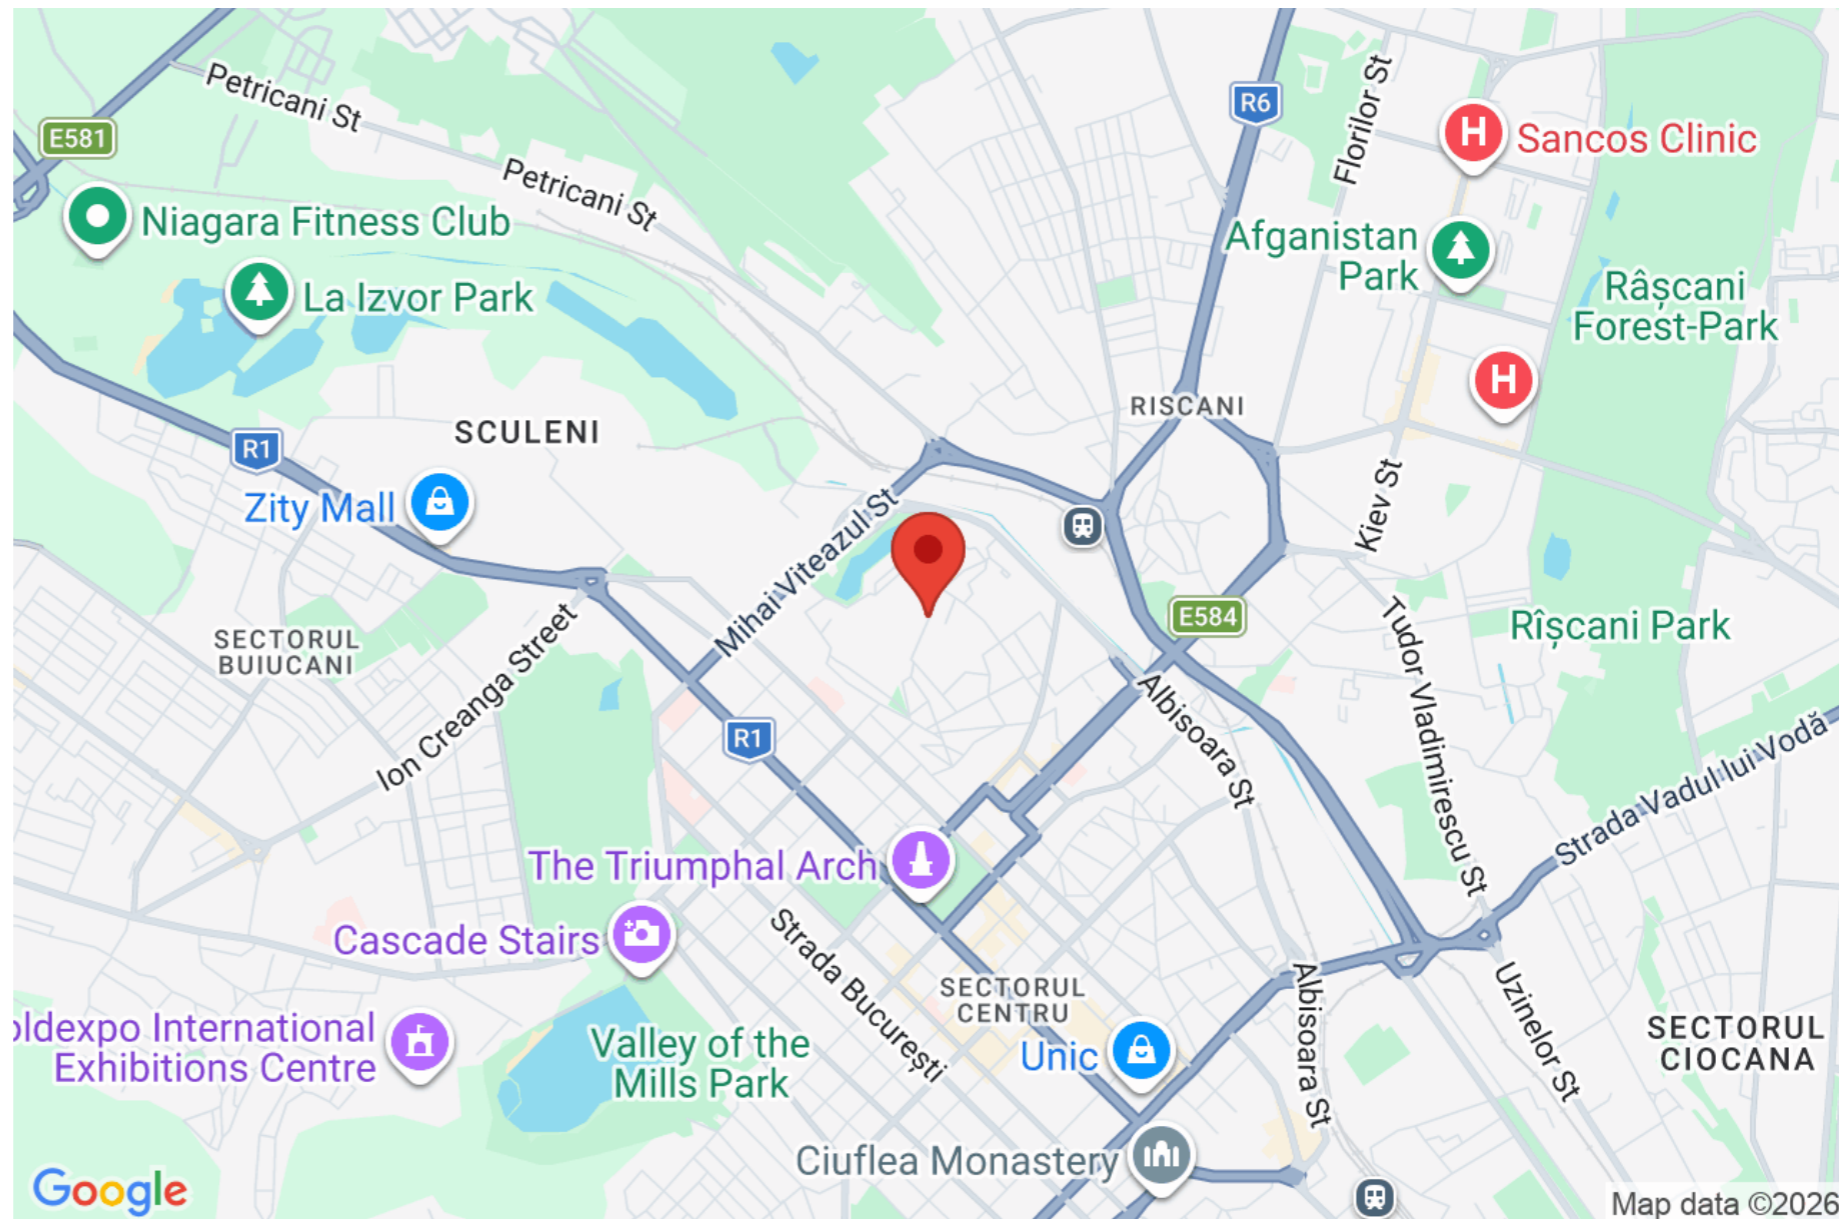 Petricani St
E581
R6
Florilor St
Sancos Clinic
Petricani St
Niagara Fitness Club
Afganistan
Park
La Izvor Park
Râșcani
Forest-Park
RISCANI
SCULENI
R1
Zity Mall
Mihai Viteazul St
Kiev St
E584
Tudor Vladimirescu St
Rîșcani Park
SECTORUL
BUIUCANI
Ion Creanga Street
R1
Albisoara St
Strada Vadul lui Vodă
The Triumphal Arch
Cascade Stairs
Strada București
SECTORUL
CENTRU
Albisoara St
Uzinelor St
oldexpo International
Exhibitions Centre
Valley of the
Mills Park
Unic
SECTORUL
CIOCANA
Ciuflea Monastery
Google
Map data ©2026